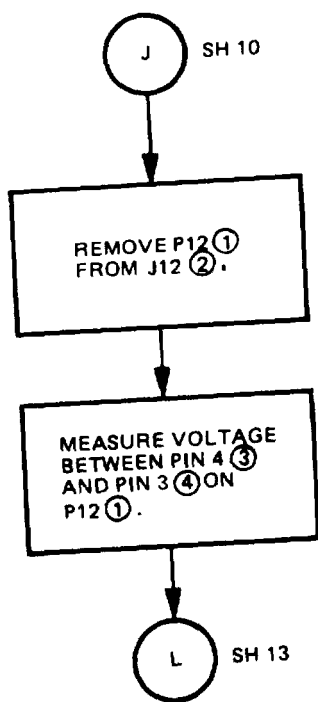 J SH 10
REMOVE P12 ①
FROM J12 ②.
MEASURE VOLTAGE
BETWEEN PIN 4 ③
AND PIN 3 ④ ON
P12 ①.
L SH 13